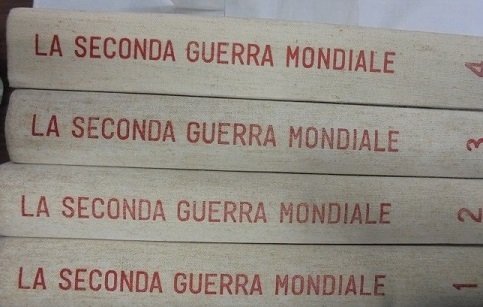 LA SECONDA GUERRA MONDIALE 4
LA SECONDA GUERRA MONDIALE 3
LA SECONDA GUERRA MONDIALE 2
LA SECONDA GUERRA MONDIALE 1